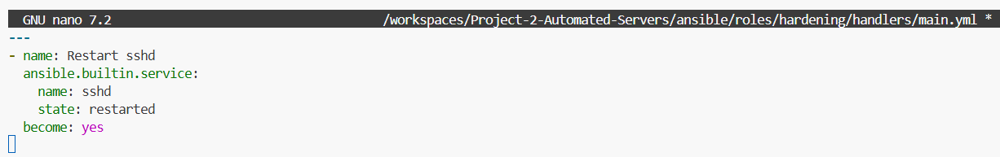 GNU nano 7.2 /workspaces/Project-2-Automated-Servers/ansible/roles/hardening/handlers/main.yml *
---
- name: Restart sshd
  ansible.builtin.service:
    name: sshd
    state: restarted
  become: yes